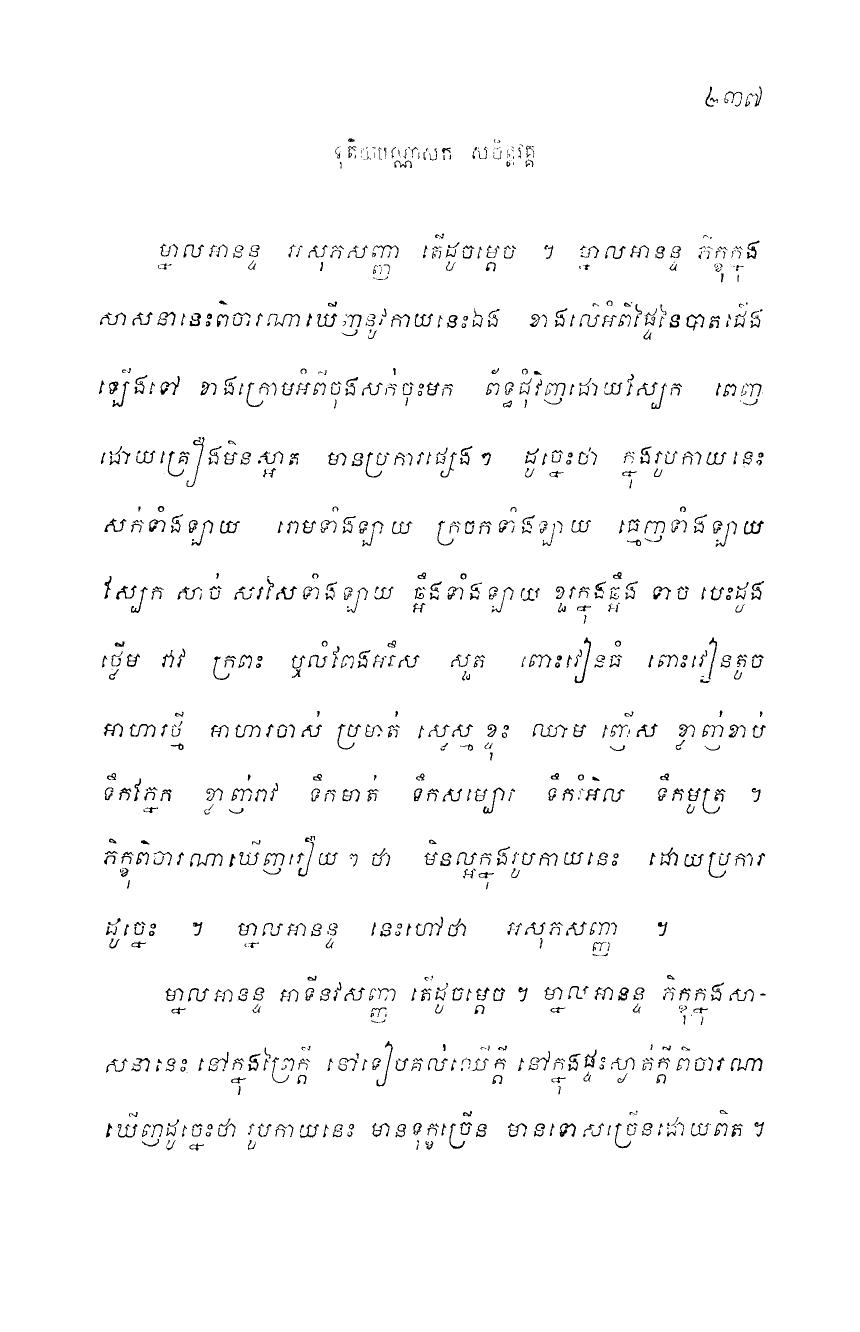 ២៣៧
ទុតិយបណ្ណាសក សចិត្តវគ្គ
ម្នាលអានន្ទ អសុភសញ្ញា តើដូចម្តេច ។ ម្នាលអានន្ទ ភិក្ខុក្នុង
សាសនានេះពិចារណាឃើញនូវកាយនេះឯង ខាងលើអំពីផ្ទៃនៃបាតជើង
ឡើងទៅ ខាងក្រោមអំពីចុងសក់ចុះមក ព័ទ្ធជុំវិញដោយស្បែក ពេញ
ដោយគ្រឿងមិនស្អាត មានប្រការផ្សេងៗ ដូច្នេះថា ក្នុងរូបកាយនេះ
សក់ទាំងឡាយ រោមទាំងឡាយ ក្រចកទាំងឡាយ ធ្មេញទាំងឡាយ
ស្បែក សាច់ សរសៃទាំងឡាយ ឆ្អឹងទាំងឡាយ ខួរក្នុងឆ្អឹង ទាច បេះដូង
ថ្លើម វាវ ក្រពះ ឬលំពែងអរឹស សួត ពោះវៀនធំ ពោះវៀនតូច
អាហារថ្មី អាហារចាស់ ប្រមាត់ ស្លេស្ម ខ្ទុះ ឈាម ញើស ខ្លាញ់ខាប់
ទឹកភ្នែក ខ្លាញ់រាវ ទឹកមាត់ ទឹកសម្បោរ ទឹករំអិល ទឹកមូត្រ ។
ភិក្ខុពិចារណាឃើញរឿយ ៗ ថា មិនល្អក្នុងរូបកាយនេះ ដោយប្រការ
ដូច្នេះ ។ ម្នាលអានន្ទ នេះហៅថា អសុភសញ្ញា ។
ម្នាលអានន្ទ អាទីនវសញ្ញា តើដូចម្តេច ។ ម្នាលអានន្ទ ភិក្ខុក្នុងសា-
សនានេះ នៅក្នុងព្រៃក្តី នៅទៀបគល់ឈើក្តី នៅក្នុងផ្ទះស្ងាត់ក្តីពិចារណា
ឃើញដូច្នេះថា រូបកាយនេះ មានទុក្ខច្រើន មានទោសច្រើនដោយពិត ។